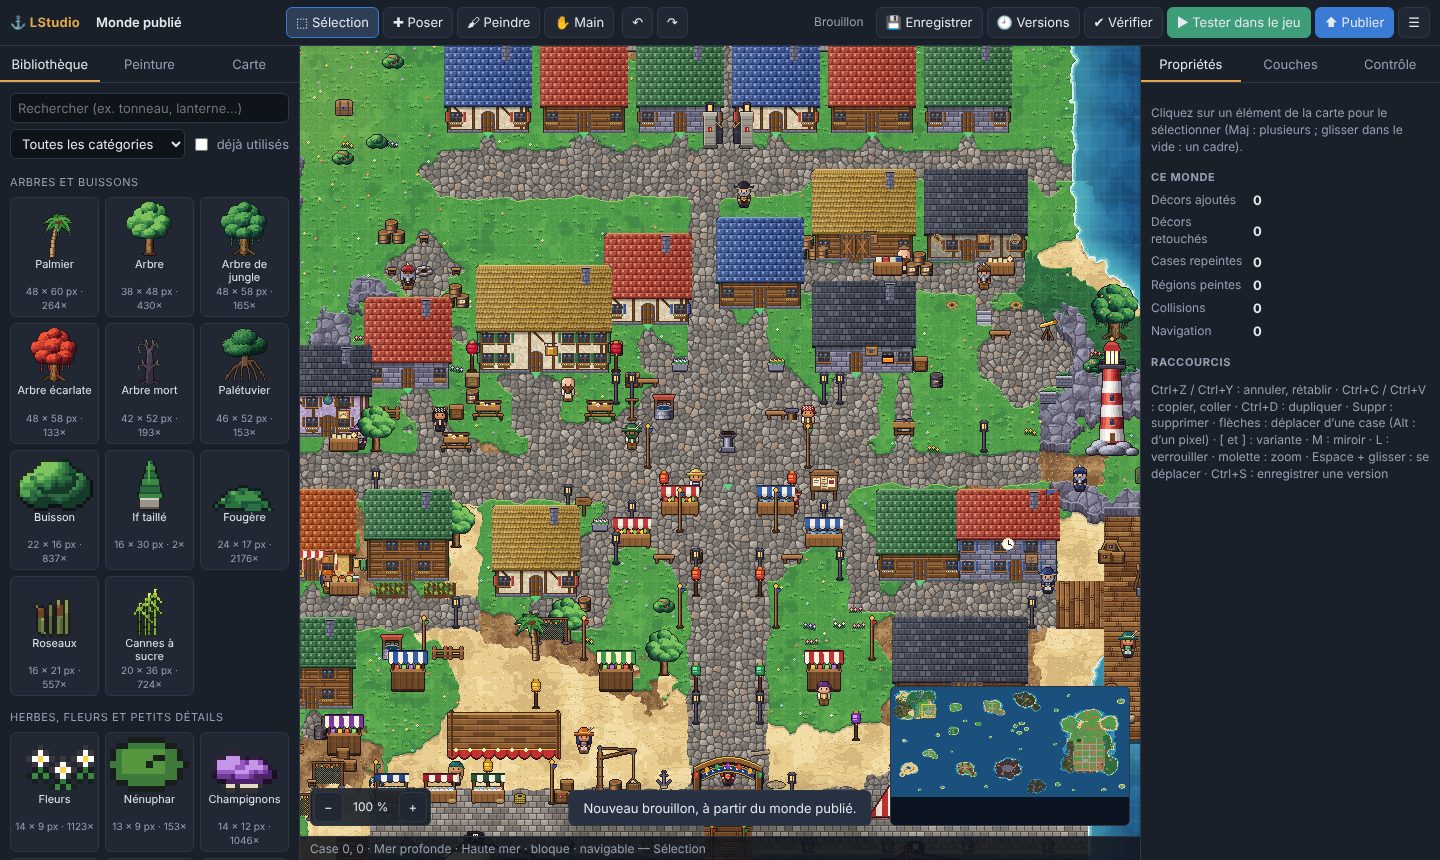 ⚓ LStudio Monde publié
Sélection Poser Peindre Main ↶ ↷
Brouillon Enregistrer Versions Vérifier Tester dans le jeu Publier ☰
Bibliothèque Peinture Carte
Rechercher (ex. tonneau, lanterne…)
Toutes les catégories déjà utilisés
ARBRES ET BUISSONS
Palmier
48 × 60 px ·
264×
Arbre
38 × 48 px ·
430×
Arbre de
jungle
48 × 58 px ·
165×
Arbre écarlate
48 × 58 px ·
133×
Arbre mort
42 × 52 px ·
193×
Palétuvier
46 × 52 px ·
153×
Buisson
22 × 16 px ·
837×
If taillé
16 × 30 px · 2×
Fougère
24 × 17 px ·
2176×
Roseaux
16 × 21 px ·
557×
Cannes à
sucre
20 × 36 px ·
724×
HERBES, FLEURS ET PETITS DÉTAILS
Fleurs
14 × 9 px · 1123×
Nénuphar
13 × 9 px · 153×
Champignons
14 × 12 px ·
1046×
− 100 % +
Nouveau brouillon, à partir du monde publié.
Case 0, 0 · Mer profonde · Haute mer · bloque · navigable — Sélection
Propriétés Couches Contrôle
Cliquez sur un élément de la carte pour le
sélectionner (Maj : plusieurs ; glisser dans le
vide : un cadre).
CE MONDE
Décors ajoutés 0
Décors
retouchés 0
Cases repeintes 0
Régions peintes 0
Collisions 0
Navigation 0
RACCOURCIS
Ctrl+Z / Ctrl+Y : annuler, rétablir · Ctrl+C / Ctrl+V
: copier, coller · Ctrl+D : dupliquer · Suppr :
supprimer · flèches : déplacer d'une case (Alt :
d'un pixel) · [ et ] : variante · M : miroir · L :
verrouiller · molette : zoom · Espace + glisser : se
déplacer · Ctrl+S : enregistrer une version